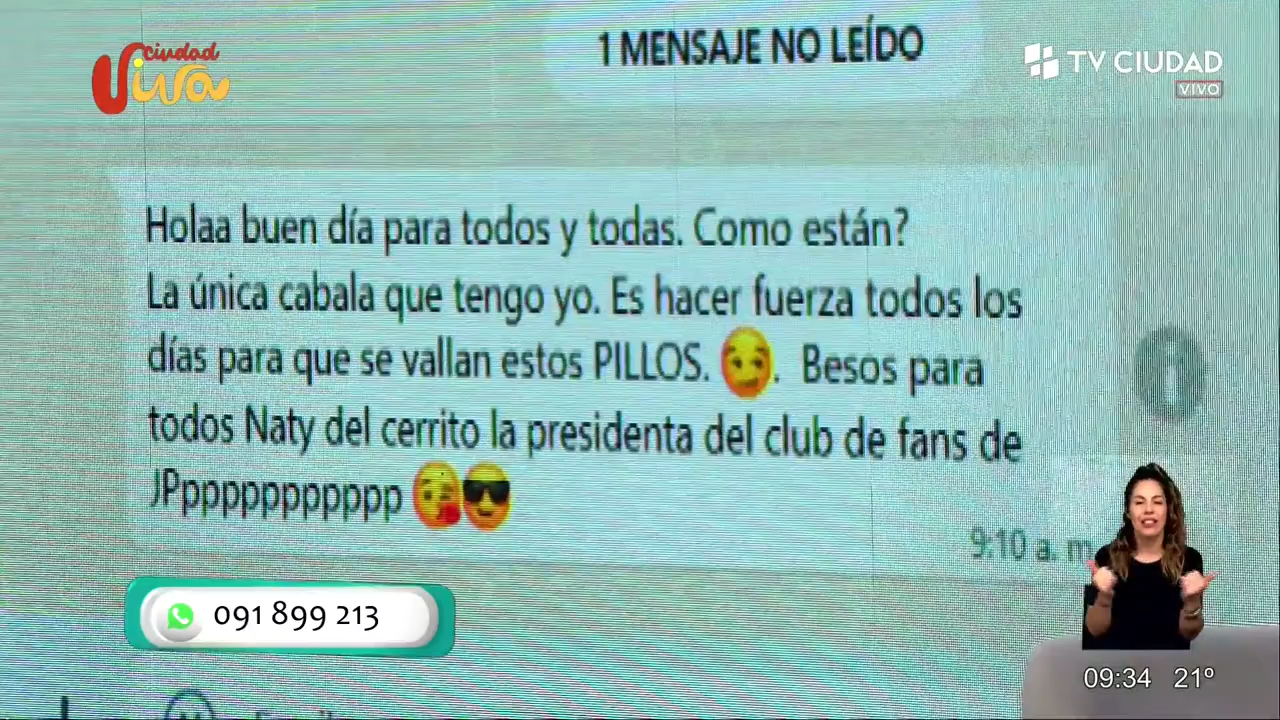 ciudad
Viva
1 MENSAJE NO LEÍDO
TV CIUDAD
VIVO
Holaa buen día para todos y todas. Como están?
La única cabala que tengo yo. Es hacer fuerza todos los
días para que se vallan estos PILLOS. 😉. Besos para
todos Naty del cerrito la presidenta del club de fans de
JPppppppppppp 😘😎
9:10 a. m.
091 899 213
09:34 21º